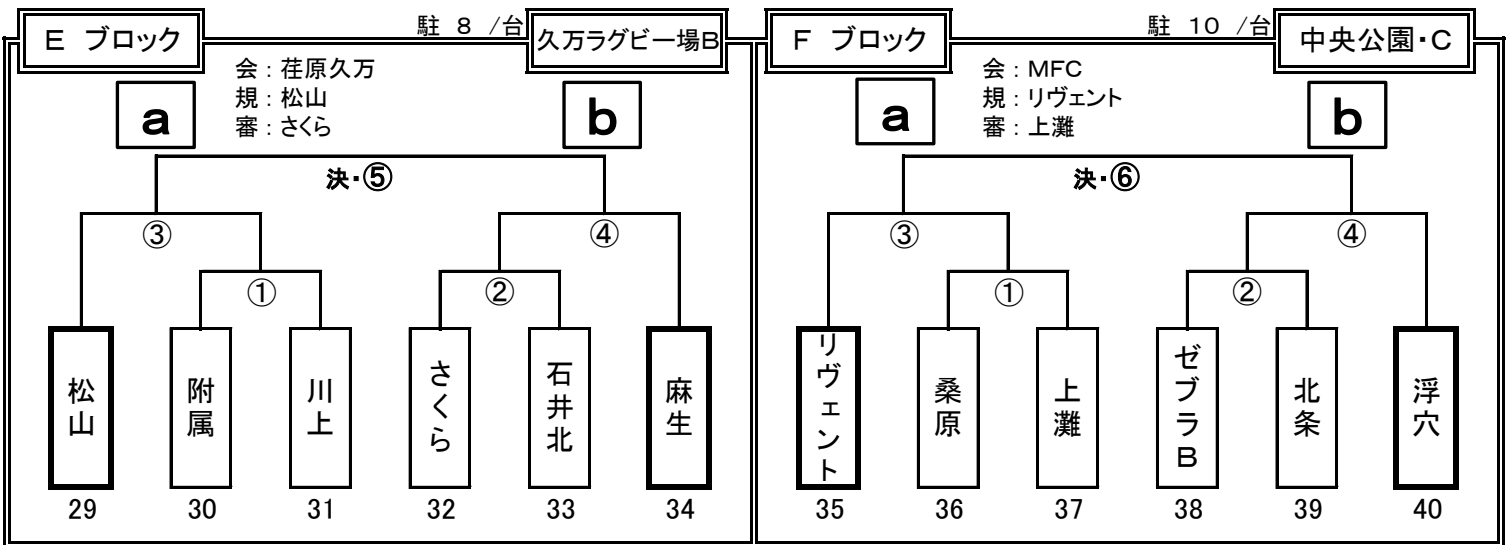 E ブロック
駐 8 /台
久万ラグビー場B
会：荏原久万
規：松山
審：さくら
a
b
決・⑤
③
④
①
②
松山
附属
川上
さくら
石井北
麻生
29 30 31 32 33 34
F ブロック
駐 10 /台
中央公園・C
会：MFC
規：リヴェント
審：上灘
a
b
決・⑥
③
④
①
②
リヴェント
桑原
上灘
ゼブラB
北条
浮穴
35 36 37 38 39 40